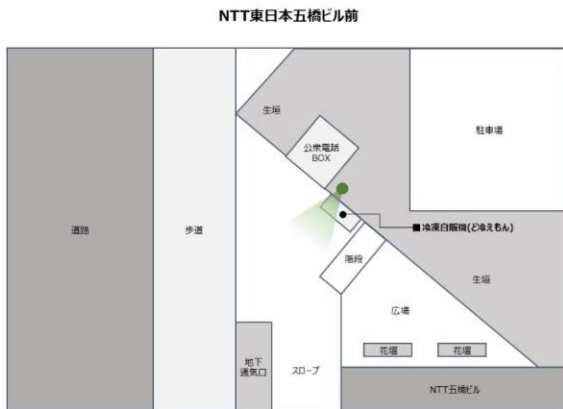 NTT東日本五橋ビル前
生垣
駐車場
公衆電話
BOX
道路
歩道
■冷凍自販機(ど冷えもん)
階段
生垣
広場
花壇
花壇
地下
通気口
スロープ
NTT五橋ビル